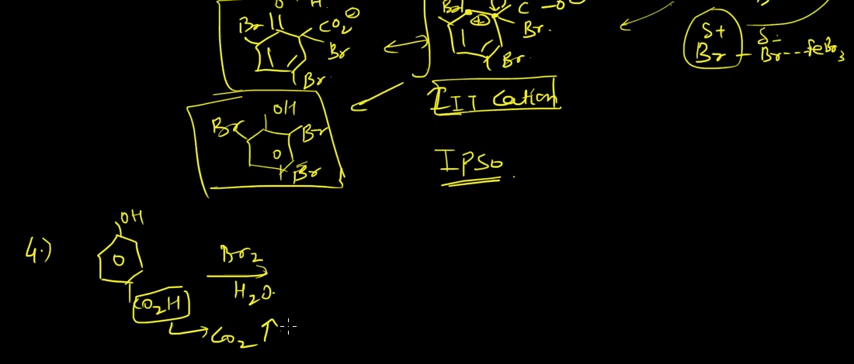 O H
Br CO2⊖
Br
Br
C -O⊖
⊕
Br.
Br
δ+ δ-
Br - Br---FeBr3
IIT Cation
OH
Br Br
O
Br
IPSO
OH
4.) O Br2
H2O.
CO2H
CO2 ↑